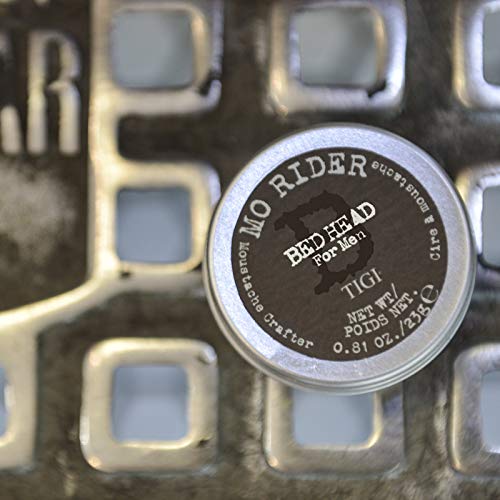 MO RIDER
Cire à moustache
Moustache Crafter
B
BED HEAD
For Men
TIGI
NET WT/
POIDS NET.
0.81 OZ./23g e